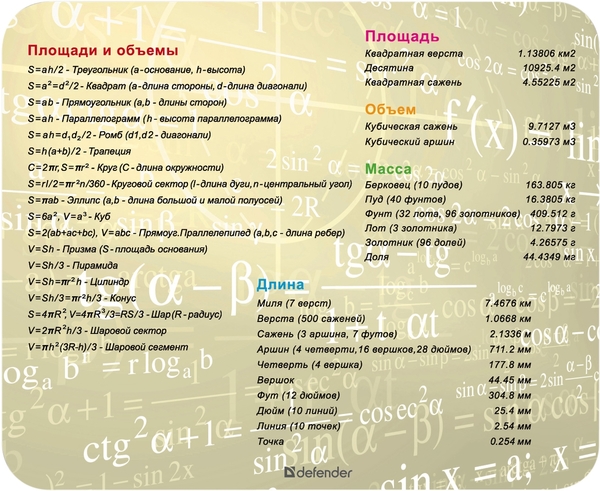 Площади и объемы
S=ah/2 - Треугольник (a-основание, h-высота)
S=a²=d²/2 - Квадрат (a-длина стороны, d-длина диагонали)
S=ab - Прямоугольник (a,b - длины сторон)
S=ah - Параллелограмм (h - высота параллелограмма)
S=ah=d₁d₂/2 - Ромб (d1,d2 - диагонали)
S=h(a+b)/2 - Трапеция
C=2πr, S=πr² - Круг (C - длина окружности)
S=rl/2=πr²n/360 - Круговой сектор (l-длина дуги, n-центральный угол)
S=πab - Эллипс (a,b - длина большой и малой полуосей)
S=6a², V=a³ - Куб
S=2(ab+ac+bc), V=abc - Прямоуг.Праллелипед (a,b,c - длина ребер)
V=Sh - Призма (S - площадь основания)
V=Sh/3 - Пирамида
V=Sh=πr²h - Цилиндр
V=Sh/3=πr²h/3 - Конус
S=4πR², V=4πR³/3=RS/3 - Шар (R - радиус)
V=2πR²h/3 - Шаровой сектор
V=πh²(3R-h)/3 - Шаровой сегмент
Площадь
Квадратная верста 1.13806 км2
Десятина 10925.4 м2
Квадратная сажень 4.55225 м2
Объем
Кубическая сажень 9.7127 м3
Кубический аршин 0.35973 м3
Масса
Берковец (10 пудов) 163.805 кг
Пуд (40 фунтов) 16.3805 кг
Фунт (32 лота, 96 золотников) 409.512 г
Лот (3 золотника) 12.7973 г
Золотник (96 долей) 4.26575 г
Доля 44.4349 мг
Длина
Миля (7 верст) 7.4676 км
Верста (500 саженей) 1.0668 км
Сажень (3 аршина, 7 футов) 2.1336 м
Аршин (4 четверти,16 вершков,28 дюймов) 711.2 мм
Четверть (4 вершка) 177.8 мм
Вершок 44.45 мм
Фут (12 дюймов) 304.8 мм
Дюйм (10 линий) 25.4 мм
Линия (10 точек) 2.54 мм
Точка 0.254 мм
defender